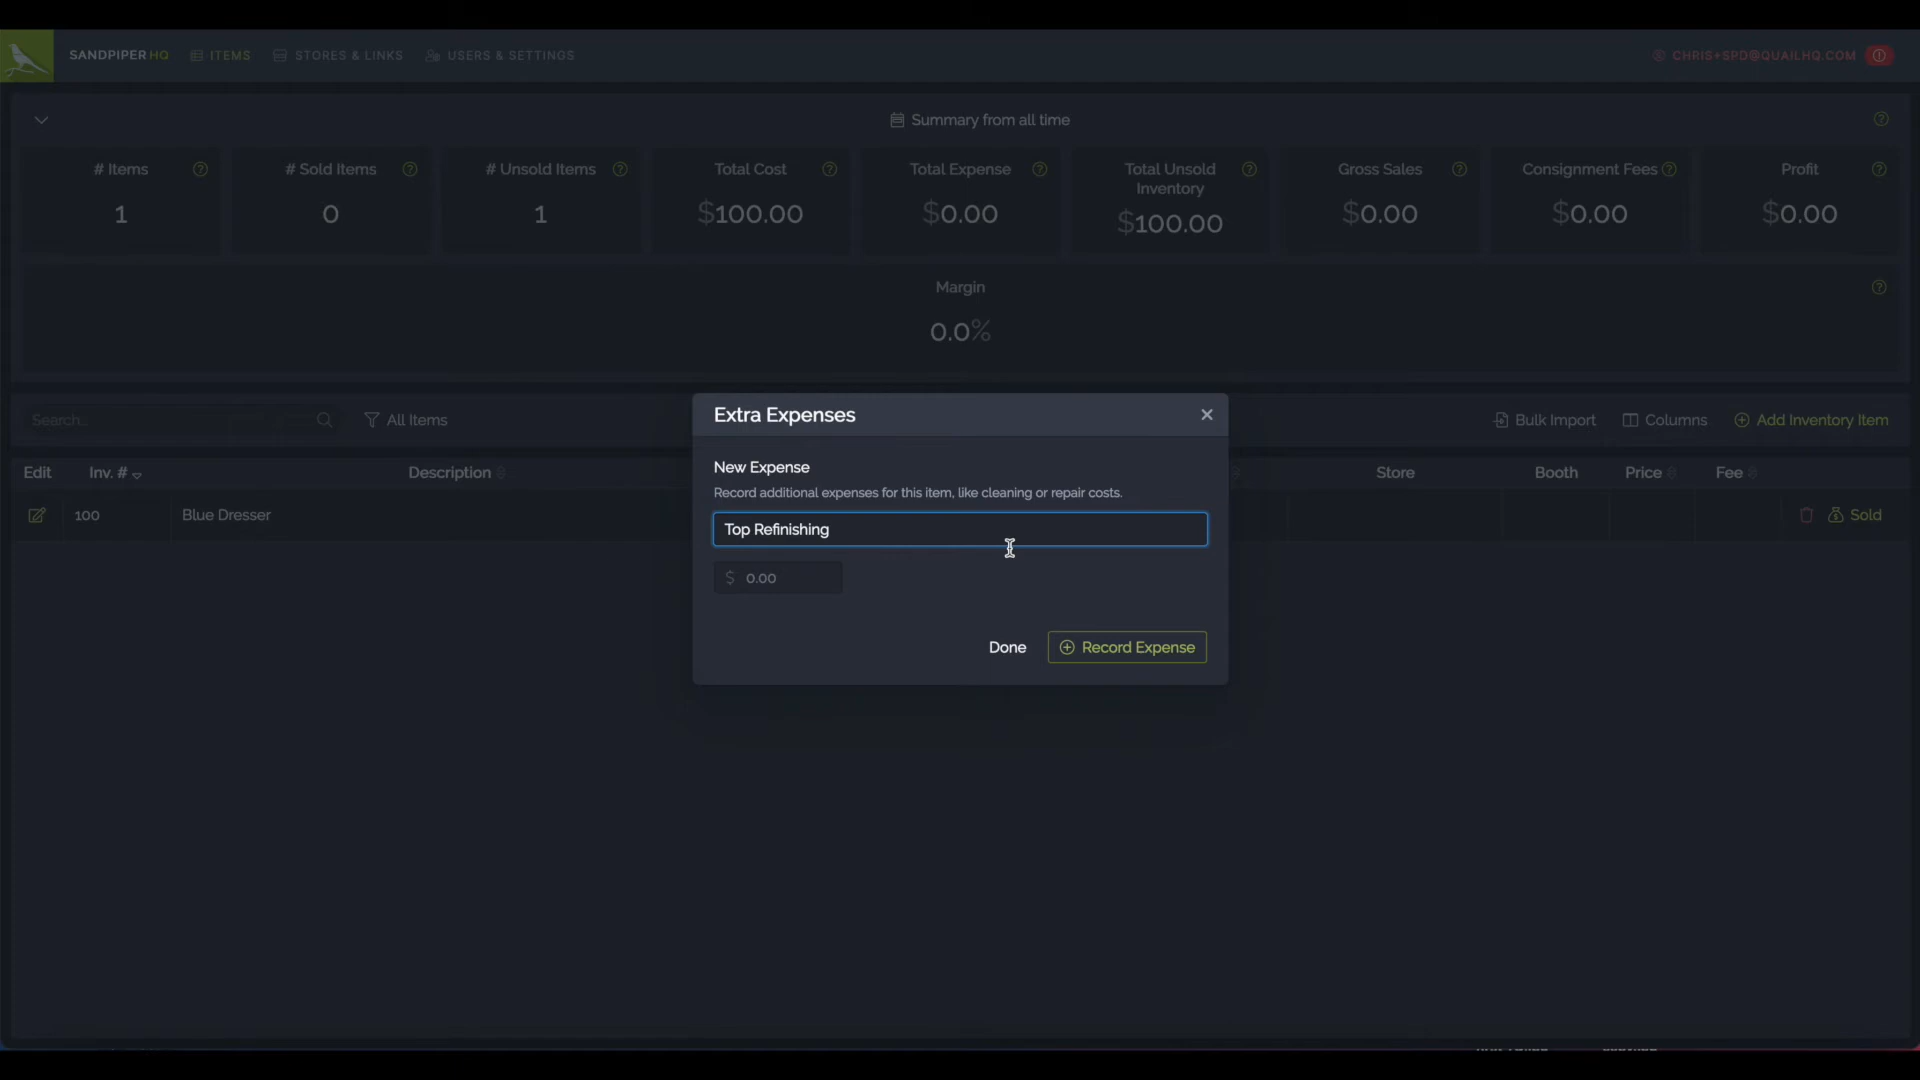 SANDPIPER HQ ITEMS STORES & LINKS USERS & SETTINGS CHRIS+SPD@QUAILHQ.COM
Summary from all time
# Items # Sold Items # Unsold Items Total Cost Total Expense Total Unsold Inventory Gross Sales Consignment Fees Profit
1 0 1 $100.00 $0.00 $100.00 $0.00 $0.00 $0.00
Margin
0.0%
Extra Expenses
Search... All Items Bulk Import Columns Add Inventory Item
New Expense
Edit Inv. # Description Store Booth Price Fee
Record additional expenses for this item, like cleaning or repair costs.
100 Blue Dresser Sold
Top Refinishing
$ 0.00
Done Record Expense